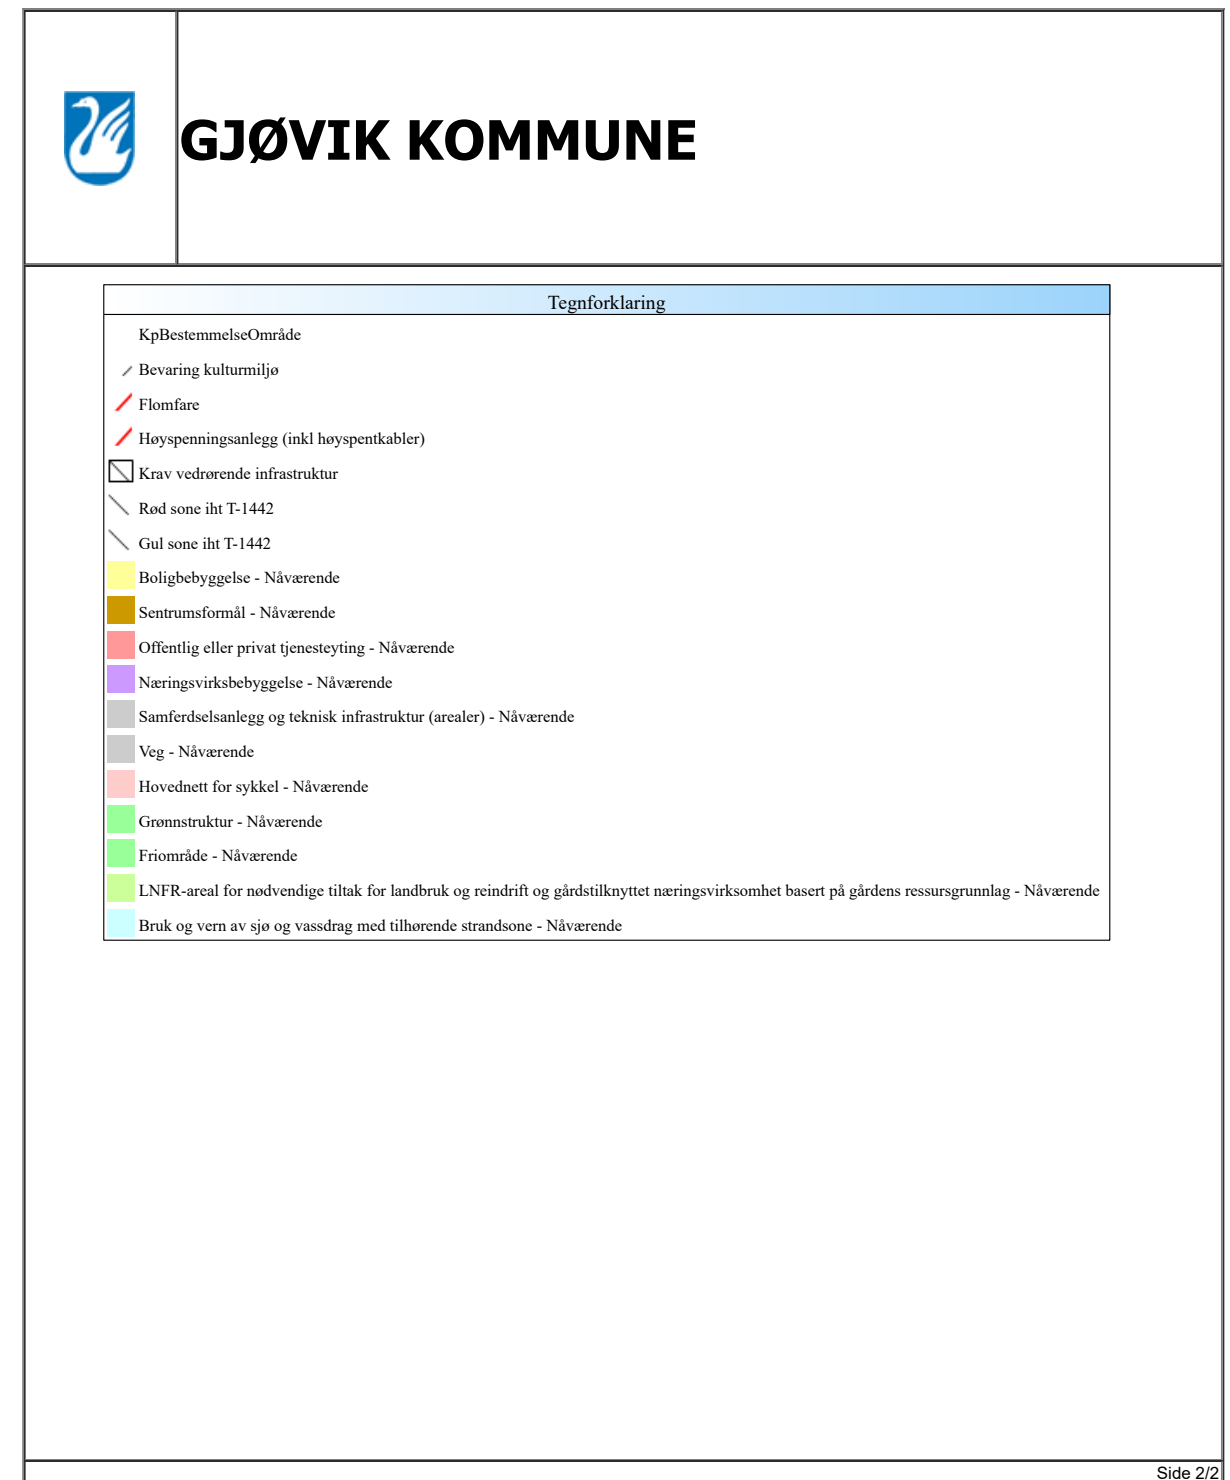 GJØVIK KOMMUNE
Tegnforklaring
KpBestemmelseOmråde
Bevaring kulturmiljø
Flomfare
Høyspenningsanlegg (inkl høyspentkabler)
Krav vedrørende infrastruktur
Rød sone iht T-1442
Gul sone iht T-1442
Boligbebyggelse - Nåværende
Sentrumsformål - Nåværende
Offentlig eller privat tjenesteyting - Nåværende
Næringsvirksbebyggelse - Nåværende
Samferdselsanlegg og teknisk infrastruktur (arealer) - Nåværende
Veg - Nåværende
Hovednett for sykkel - Nåværende
Grønnstruktur - Nåværende
Friområde - Nåværende
LNFR-areal for nødvendige tiltak for landbruk og reindrift og gårdstilknyttet næringsvirksomhet basert på gårdens ressursgrunnlag - Nåværende
Bruk og vern av sjø og vassdrag med tilhørende strandsone - Nåværende
Side 2/2